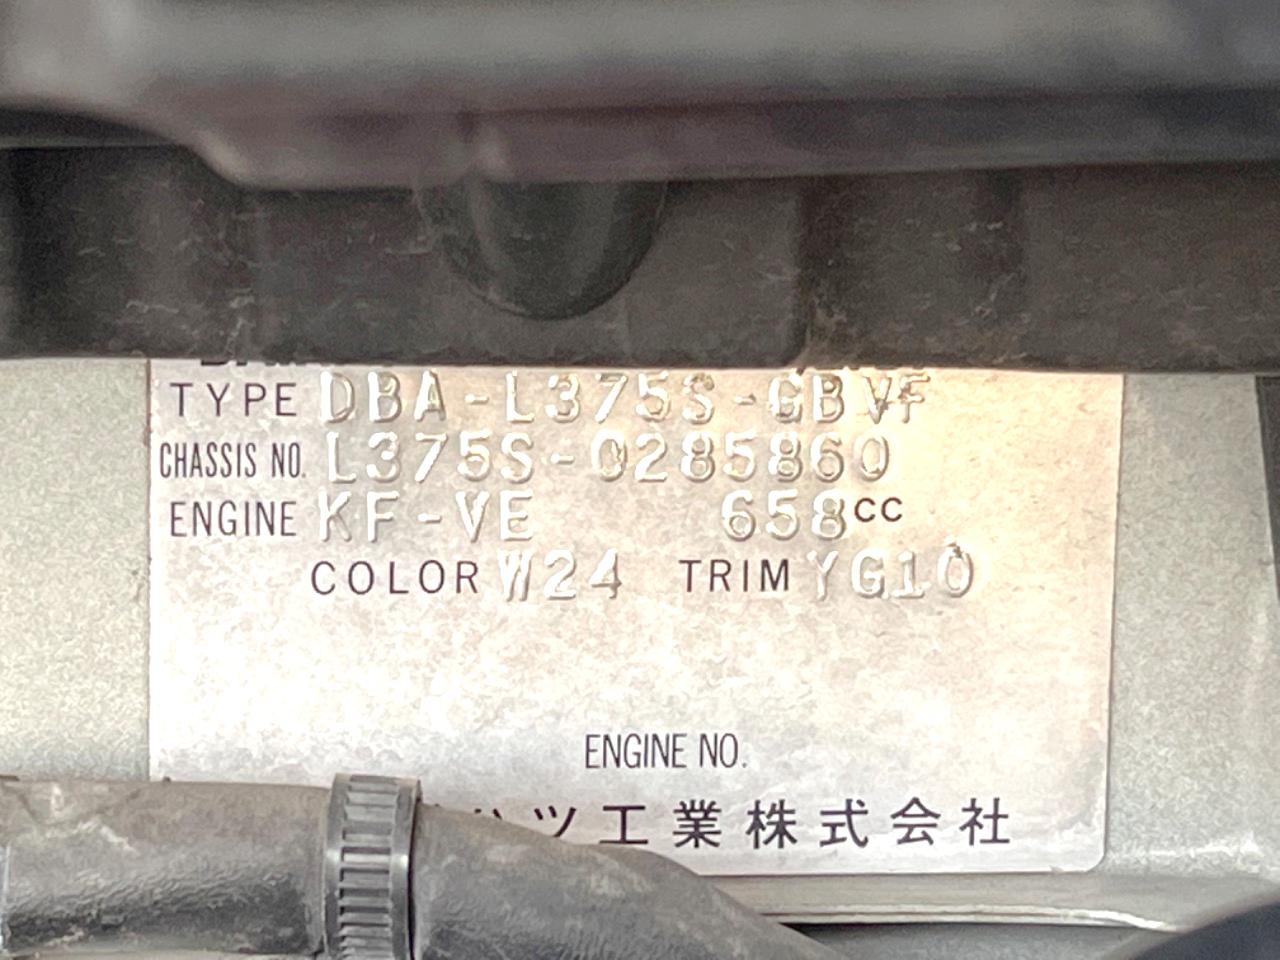 TYPE DBA-L375S-GBVF
CHASSIS NO. L375S-0285860
ENGINE KF-VE 658cc
COLOR W24 TRIM YG10
ENGINE NO.
ハツ工業株式会社